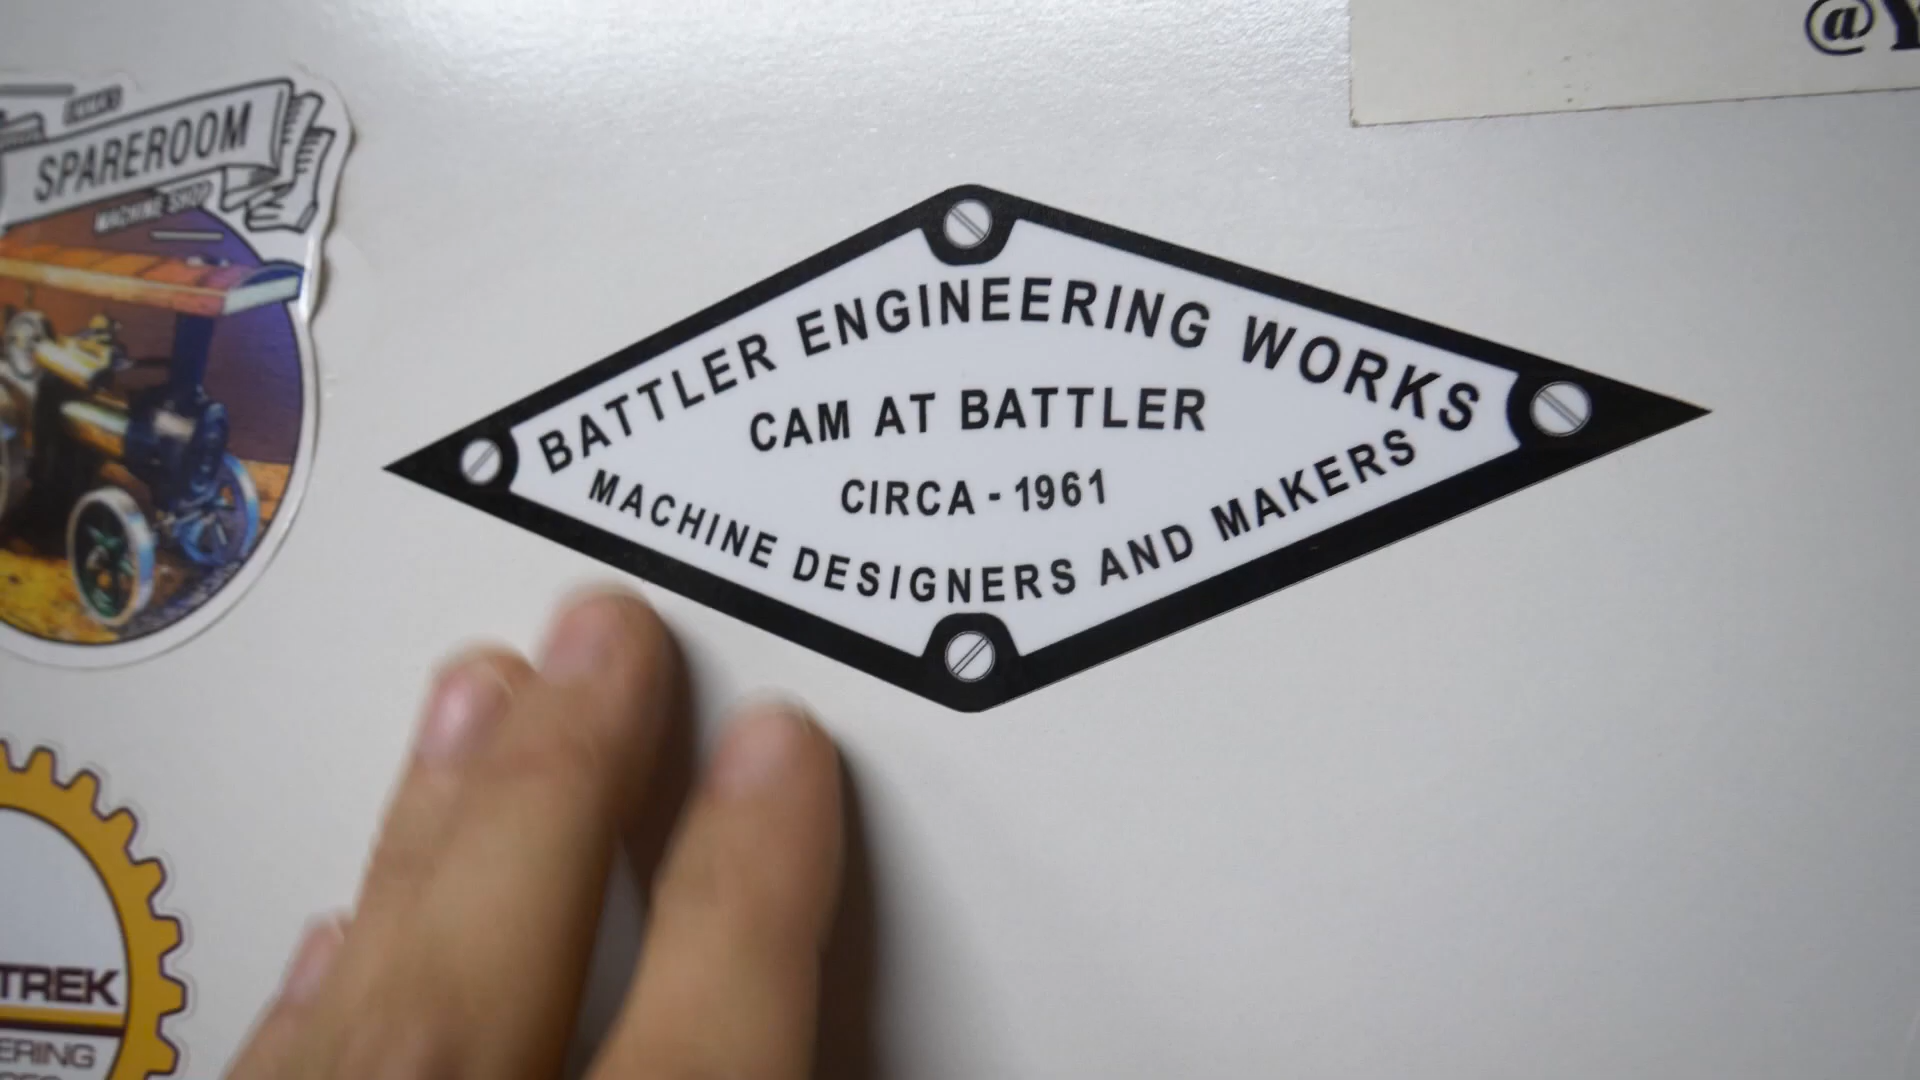 @Y
SPAREROOM
MACHINE SHOP
BATTLER ENGINEERING WORKS
CAM AT BATTLER
CIRCA - 1961
MACHINE DESIGNERS AND MAKERS
TREK
ERING